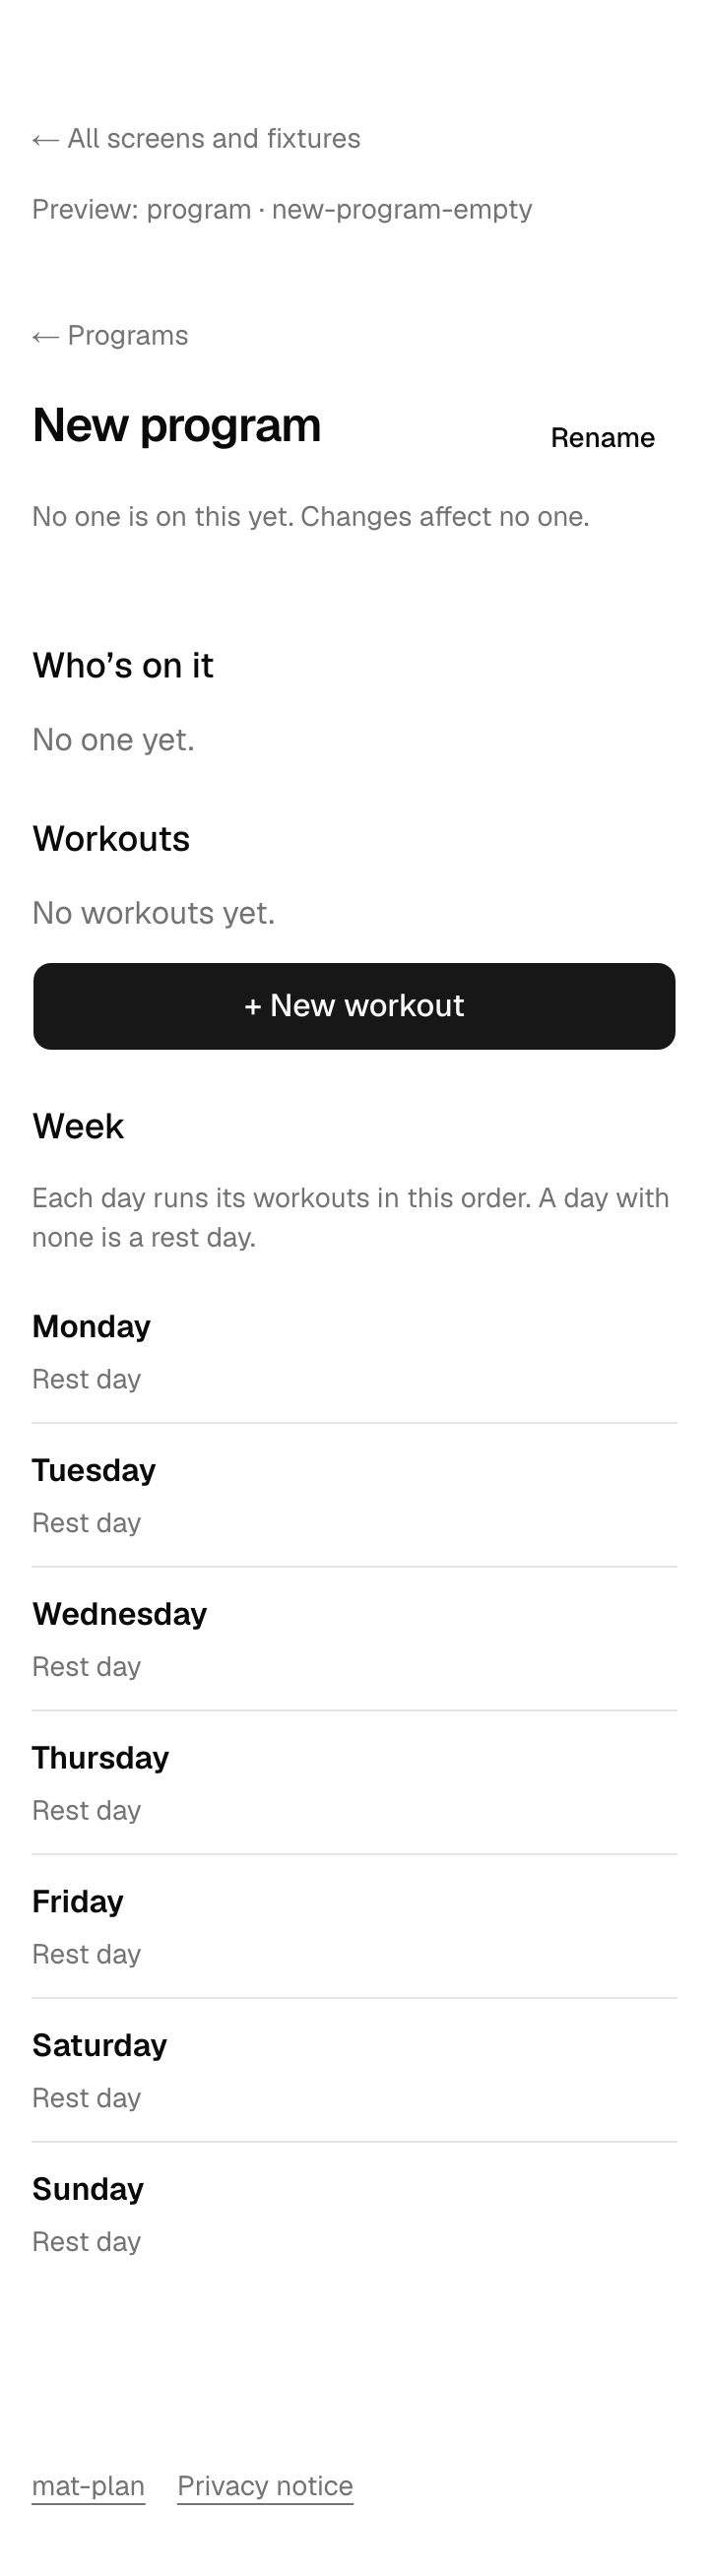 ← All screens and fixtures
Preview: program · new-program-empty
← Programs
New program
Rename
No one is on this yet. Changes affect no one.
Who’s on it
No one yet.
Workouts
No workouts yet.
+ New workout
Week
Each day runs its workouts in this order. A day with
none is a rest day.
Monday
Rest day
Tuesday
Rest day
Wednesday
Rest day
Thursday
Rest day
Friday
Rest day
Saturday
Rest day
Sunday
Rest day
mat-plan Privacy notice